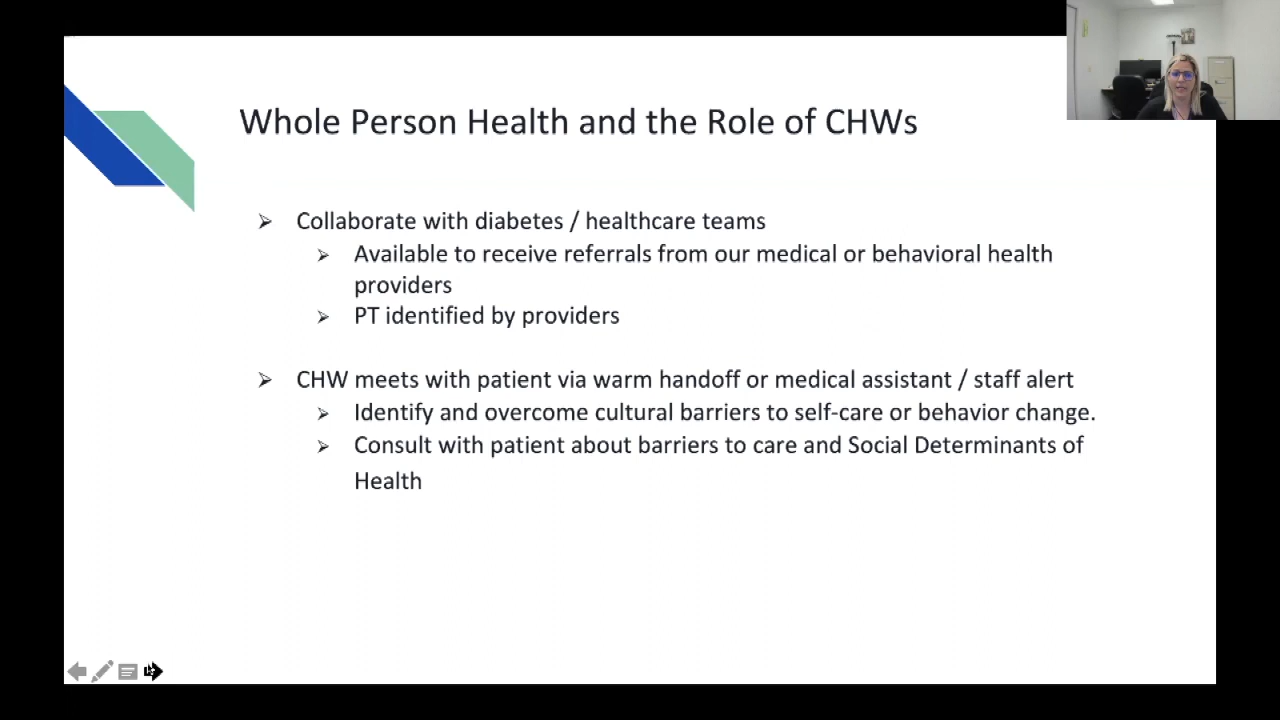 Whole Person Health and the Role of CHWs
➢ Collaborate with diabetes / healthcare teams
➢ Available to receive referrals from our medical or behavioral health
providers
➢ PT identified by providers
➢ CHW meets with patient via warm handoff or medical assistant / staff alert
➢ Identify and overcome cultural barriers to self-care or behavior change.
➢ Consult with patient about barriers to care and Social Determinants of
Health